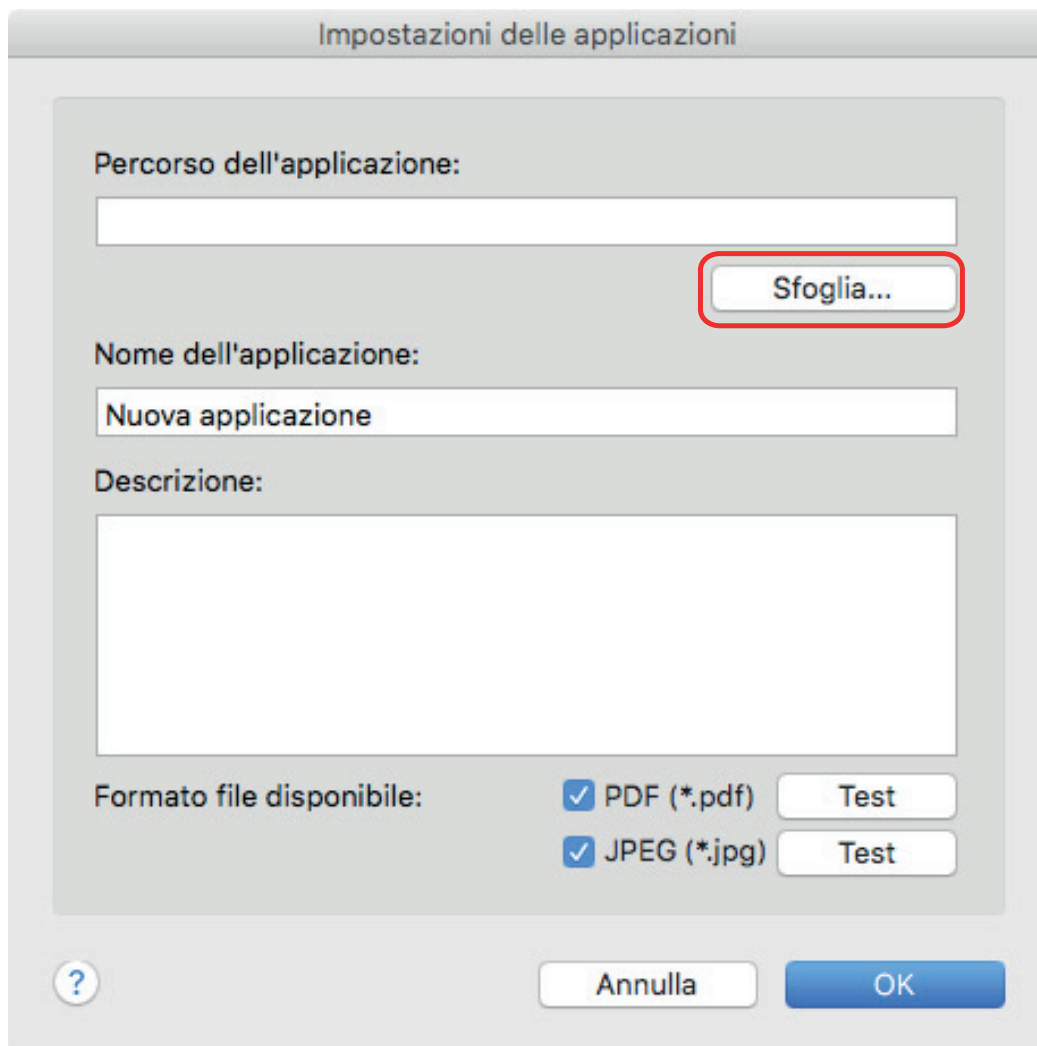 Impostazioni delle applicazioni
Percorso dell'applicazione:
Sfoglia...
Nome dell'applicazione:
Nuova applicazione
Descrizione:
Formato file disponibile: PDF (*.pdf) Test
JPEG (*.jpg) Test
? Annulla OK